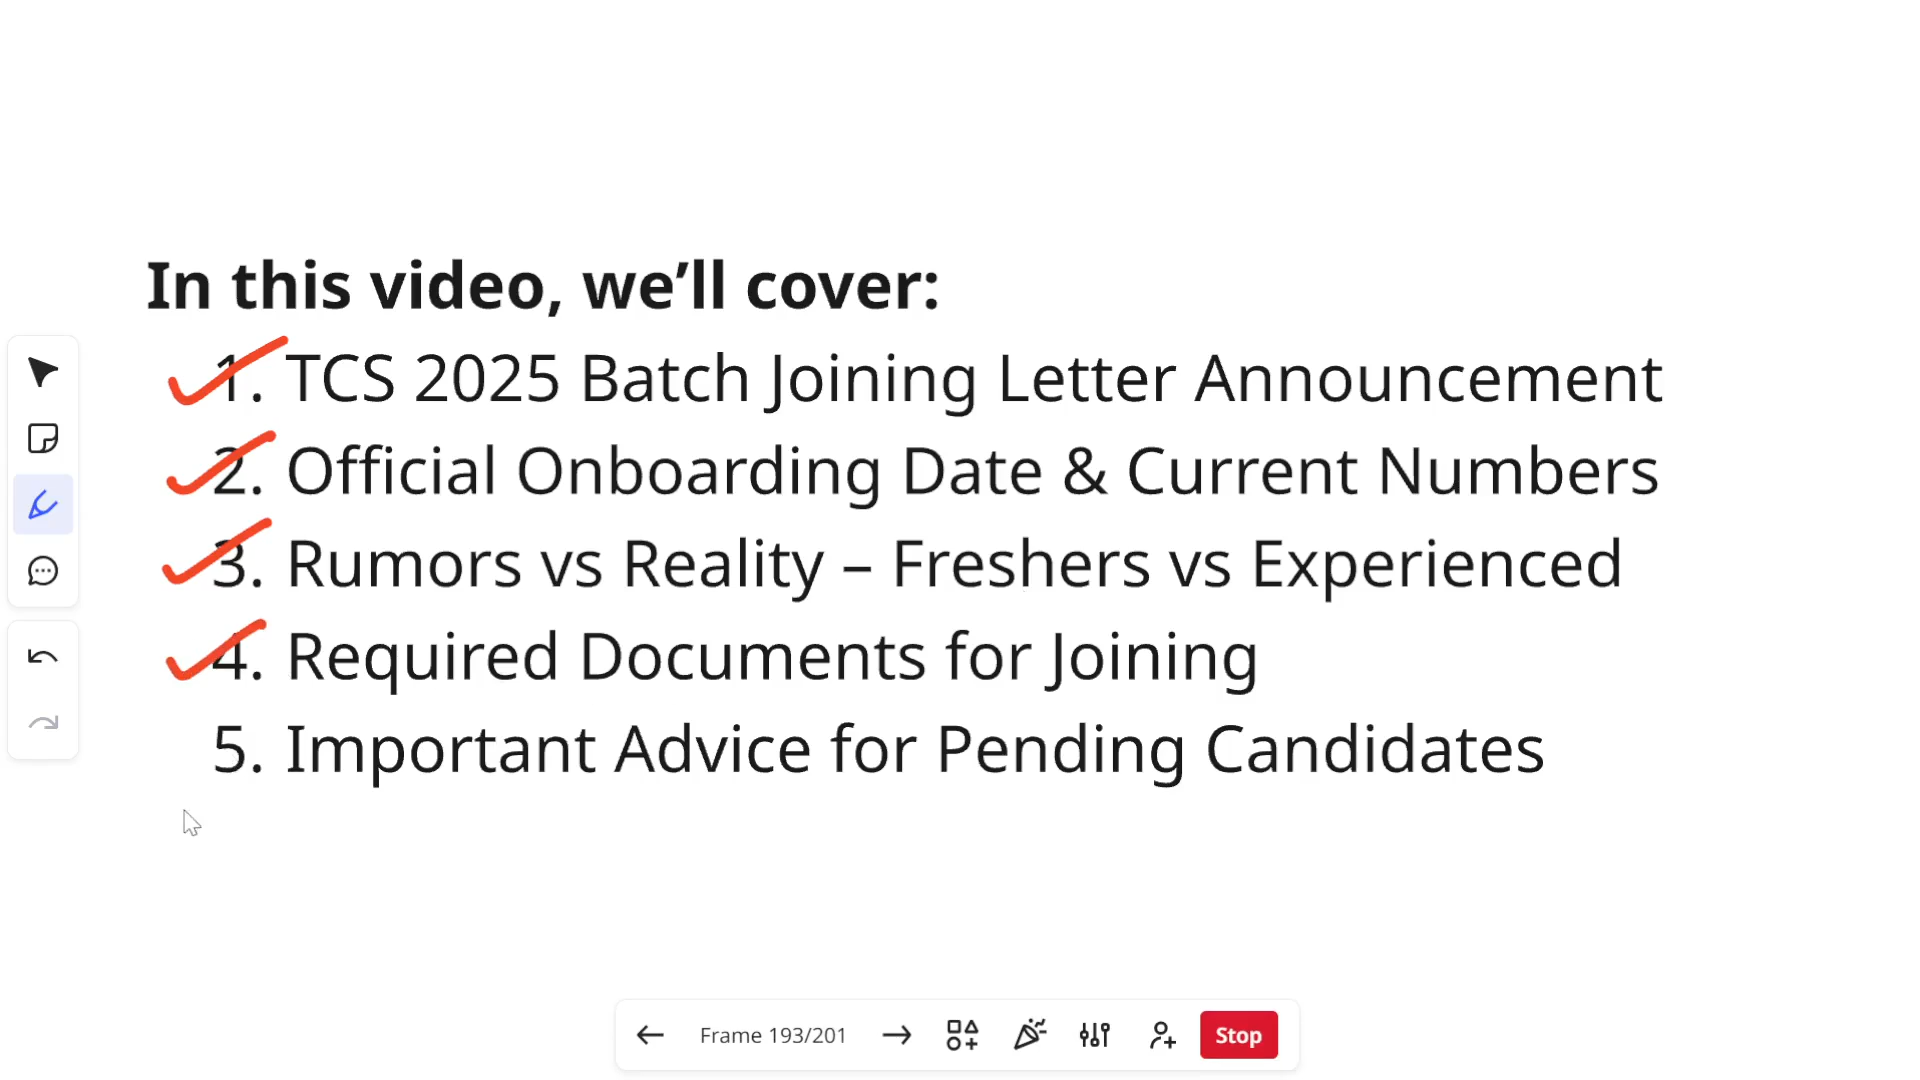 In this video, we’ll cover:
1. TCS 2025 Batch Joining Letter Announcement
2. Official Onboarding Date & Current Numbers
3. Rumors vs Reality – Freshers vs Experienced
4. Required Documents for Joining
5. Important Advice for Pending Candidates
Frame 193/201
Stop